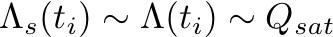 Λ_s(t_i) ∼ Λ(t_i) ∼ Q_{sat}